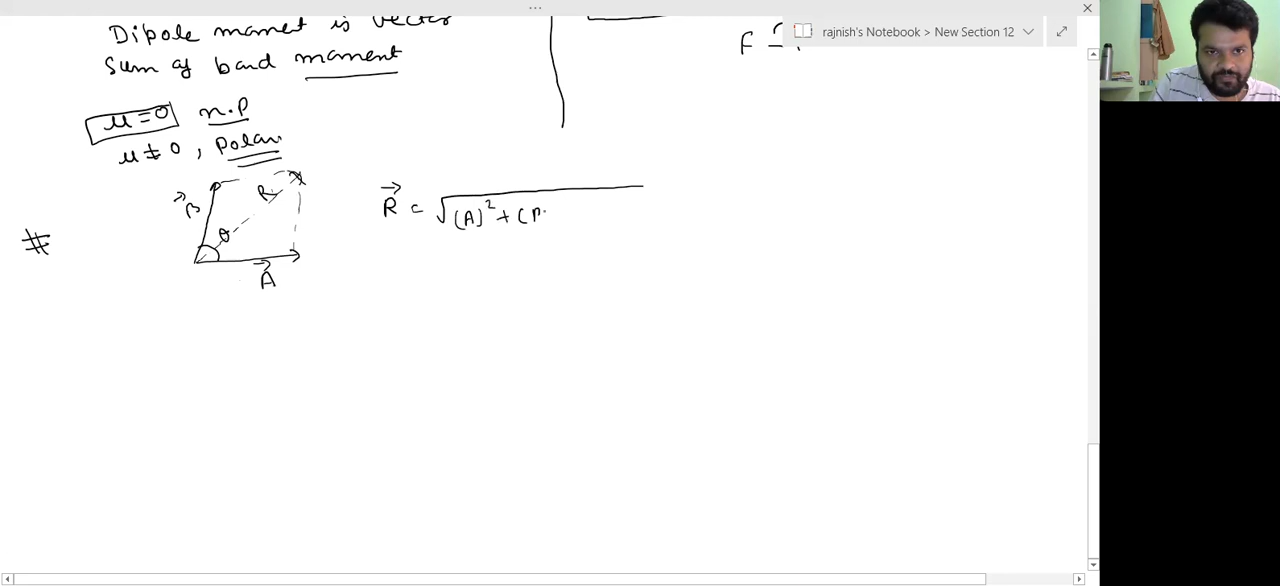 Dipole moment is vector
Sum of bond moment
μ = 0 n.p
μ ≠ 0 , polar
F =
rajnish's Notebook > New Section 12
B
R
θ
A
#
R = √(A)² + (